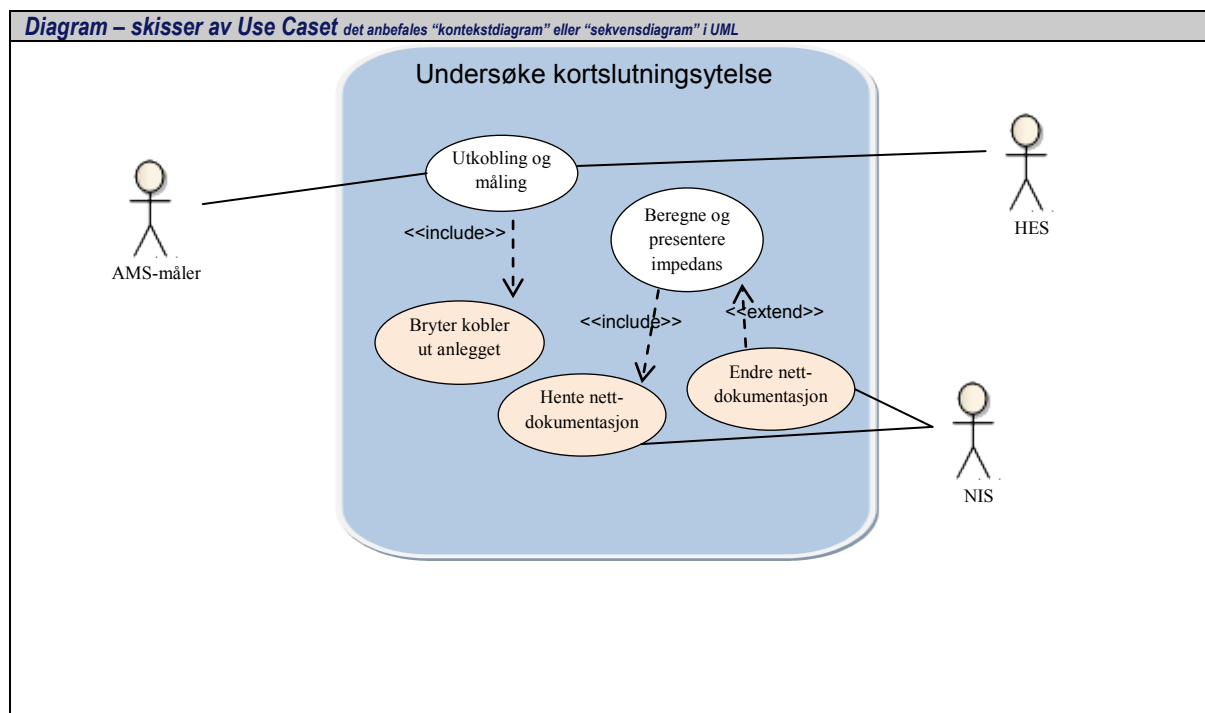 Diagram – skisser av Use Caset det anbefales “kontekstdiagram” eller “sekvensdiagram” i UML
Undersøke kortslutningsytelse
Utkobling og
måling
HES
AMS-måler
<<include>>
Beregne og
presentere
impedans
<<include>>
<<extend>>
Bryter kobler
ut anlegget
Endre nett-
dokumentasjon
Hente nett-
dokumentasjon
NIS